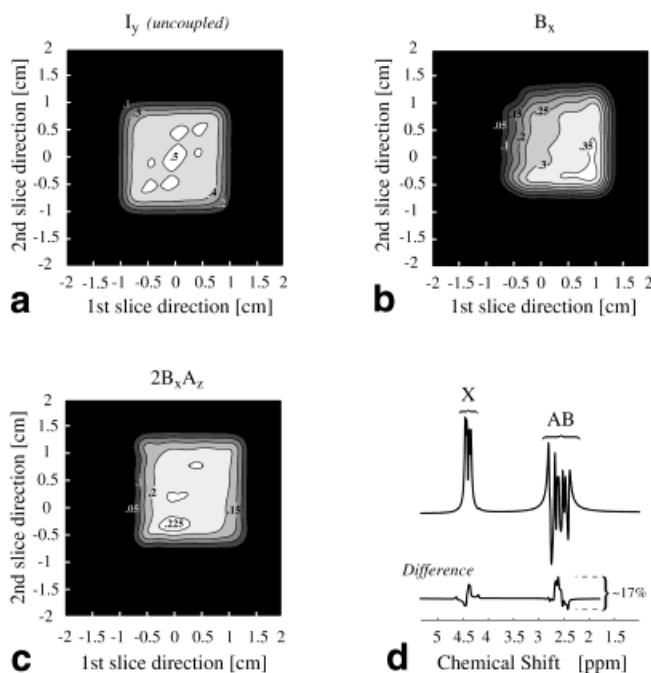 I_y (uncoupled)
2
1.5
1
0.5
0
-0.5
-1
-1.5
-2
2nd slice direction [cm]
.1
.3
.5
.4
.2
-2 -1.5 -1 -0.5 0 0.5 1 1.5 2
1st slice direction [cm]
a
B_x
2
1.5
1
0.5
0
-0.5
-1
-1.5
-2
2nd slice direction [cm]
.05
.15
.25
.1
.2
.3
.35
-2 -1.5 -1 -0.5 0 0.5 1 1.5 2
1st slice direction [cm]
b
2B_xA_z
2
1.5
1
0.5
0
-0.5
-1
-1.5
-2
2nd slice direction [cm]
.1
.2
.05
.15
.225
-2 -1.5 -1 -0.5 0 0.5 1 1.5 2
1st slice direction [cm]
c
X
AB
Difference
~17%
5 4.5 4 3.5 3 2.5 2 1.5
Chemical Shift [ppm]
d